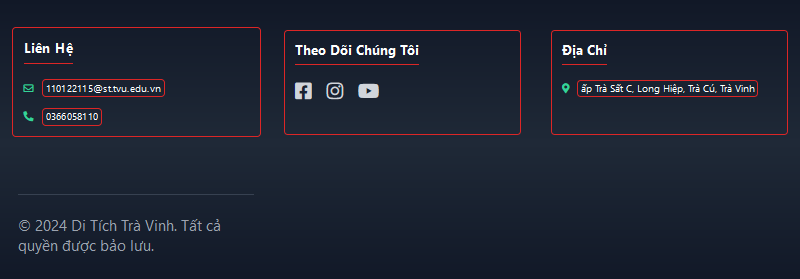 Liên Hệ
110122115@st.tvu.edu.vn
0366058110
Theo Dõi Chúng Tôi
Địa Chỉ
ấp Trà Sất C, Long Hiệp, Trà Cú, Trà Vinh
© 2024 Di Tích Trà Vinh. Tất cả
quyền được bảo lưu.